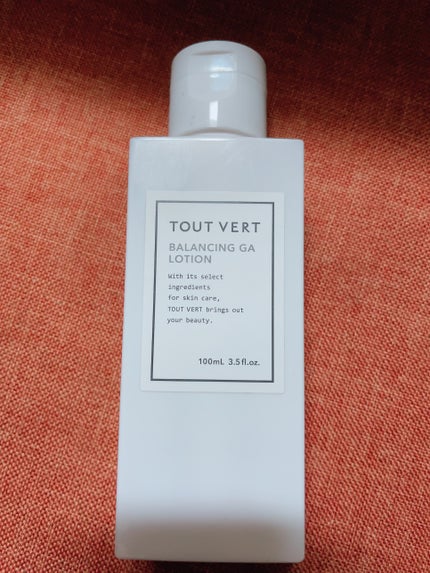 TOUT VERT
BALANCING GA
LOTION
With its select
ingredients
for skin care,
TOUT VERT brings out
your beauty.
100mL 3.5fl.oz.